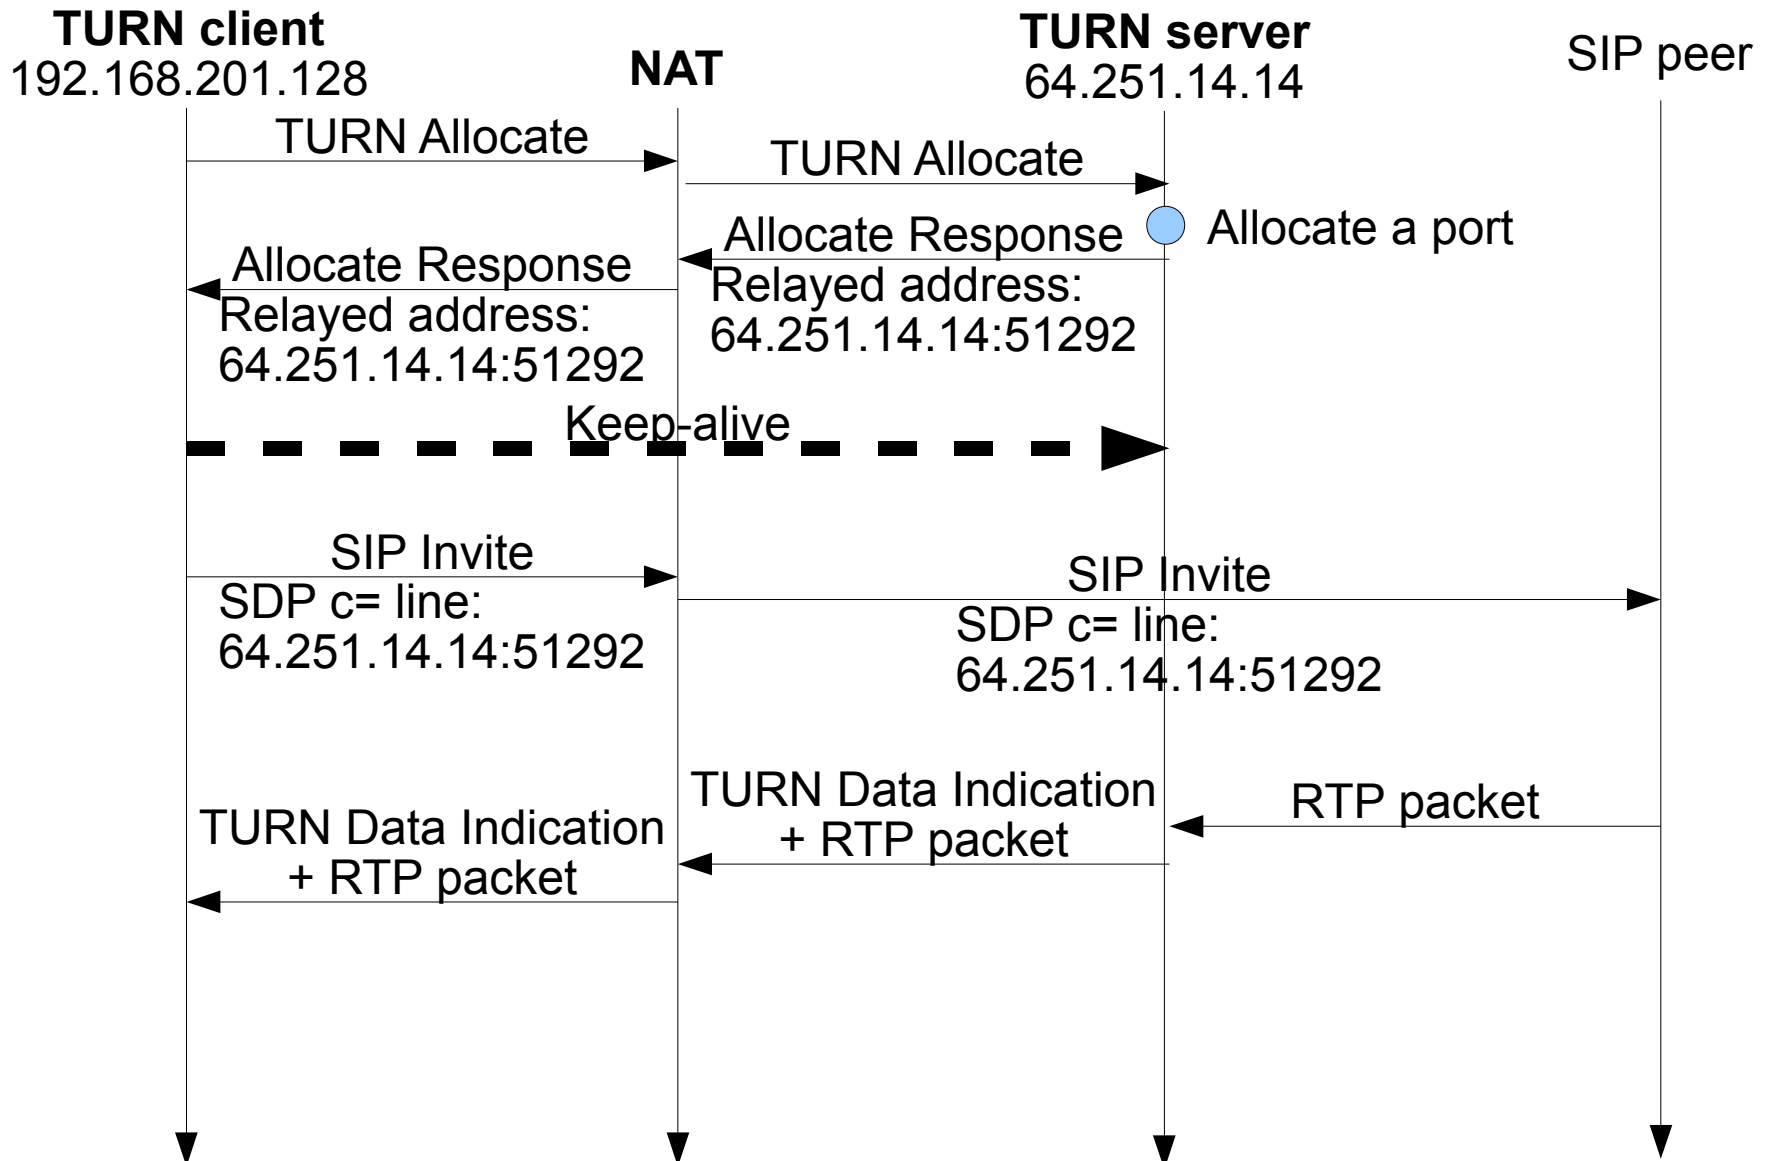 TURN client
192.168.201.128
NAT
TURN server
64.251.14.14
SIP peer
TURN Allocate
TURN Allocate
Allocate a port
Allocate Response
Relayed address:
64.251.14.14:51292
Allocate Response
Relayed address:
64.251.14.14:51292
Keep-alive
SIP Invite
SDP c= line:
64.251.14.14:51292
SIP Invite
SDP c= line:
64.251.14.14:51292
RTP packet
TURN Data Indication
+ RTP packet
TURN Data Indication
+ RTP packet